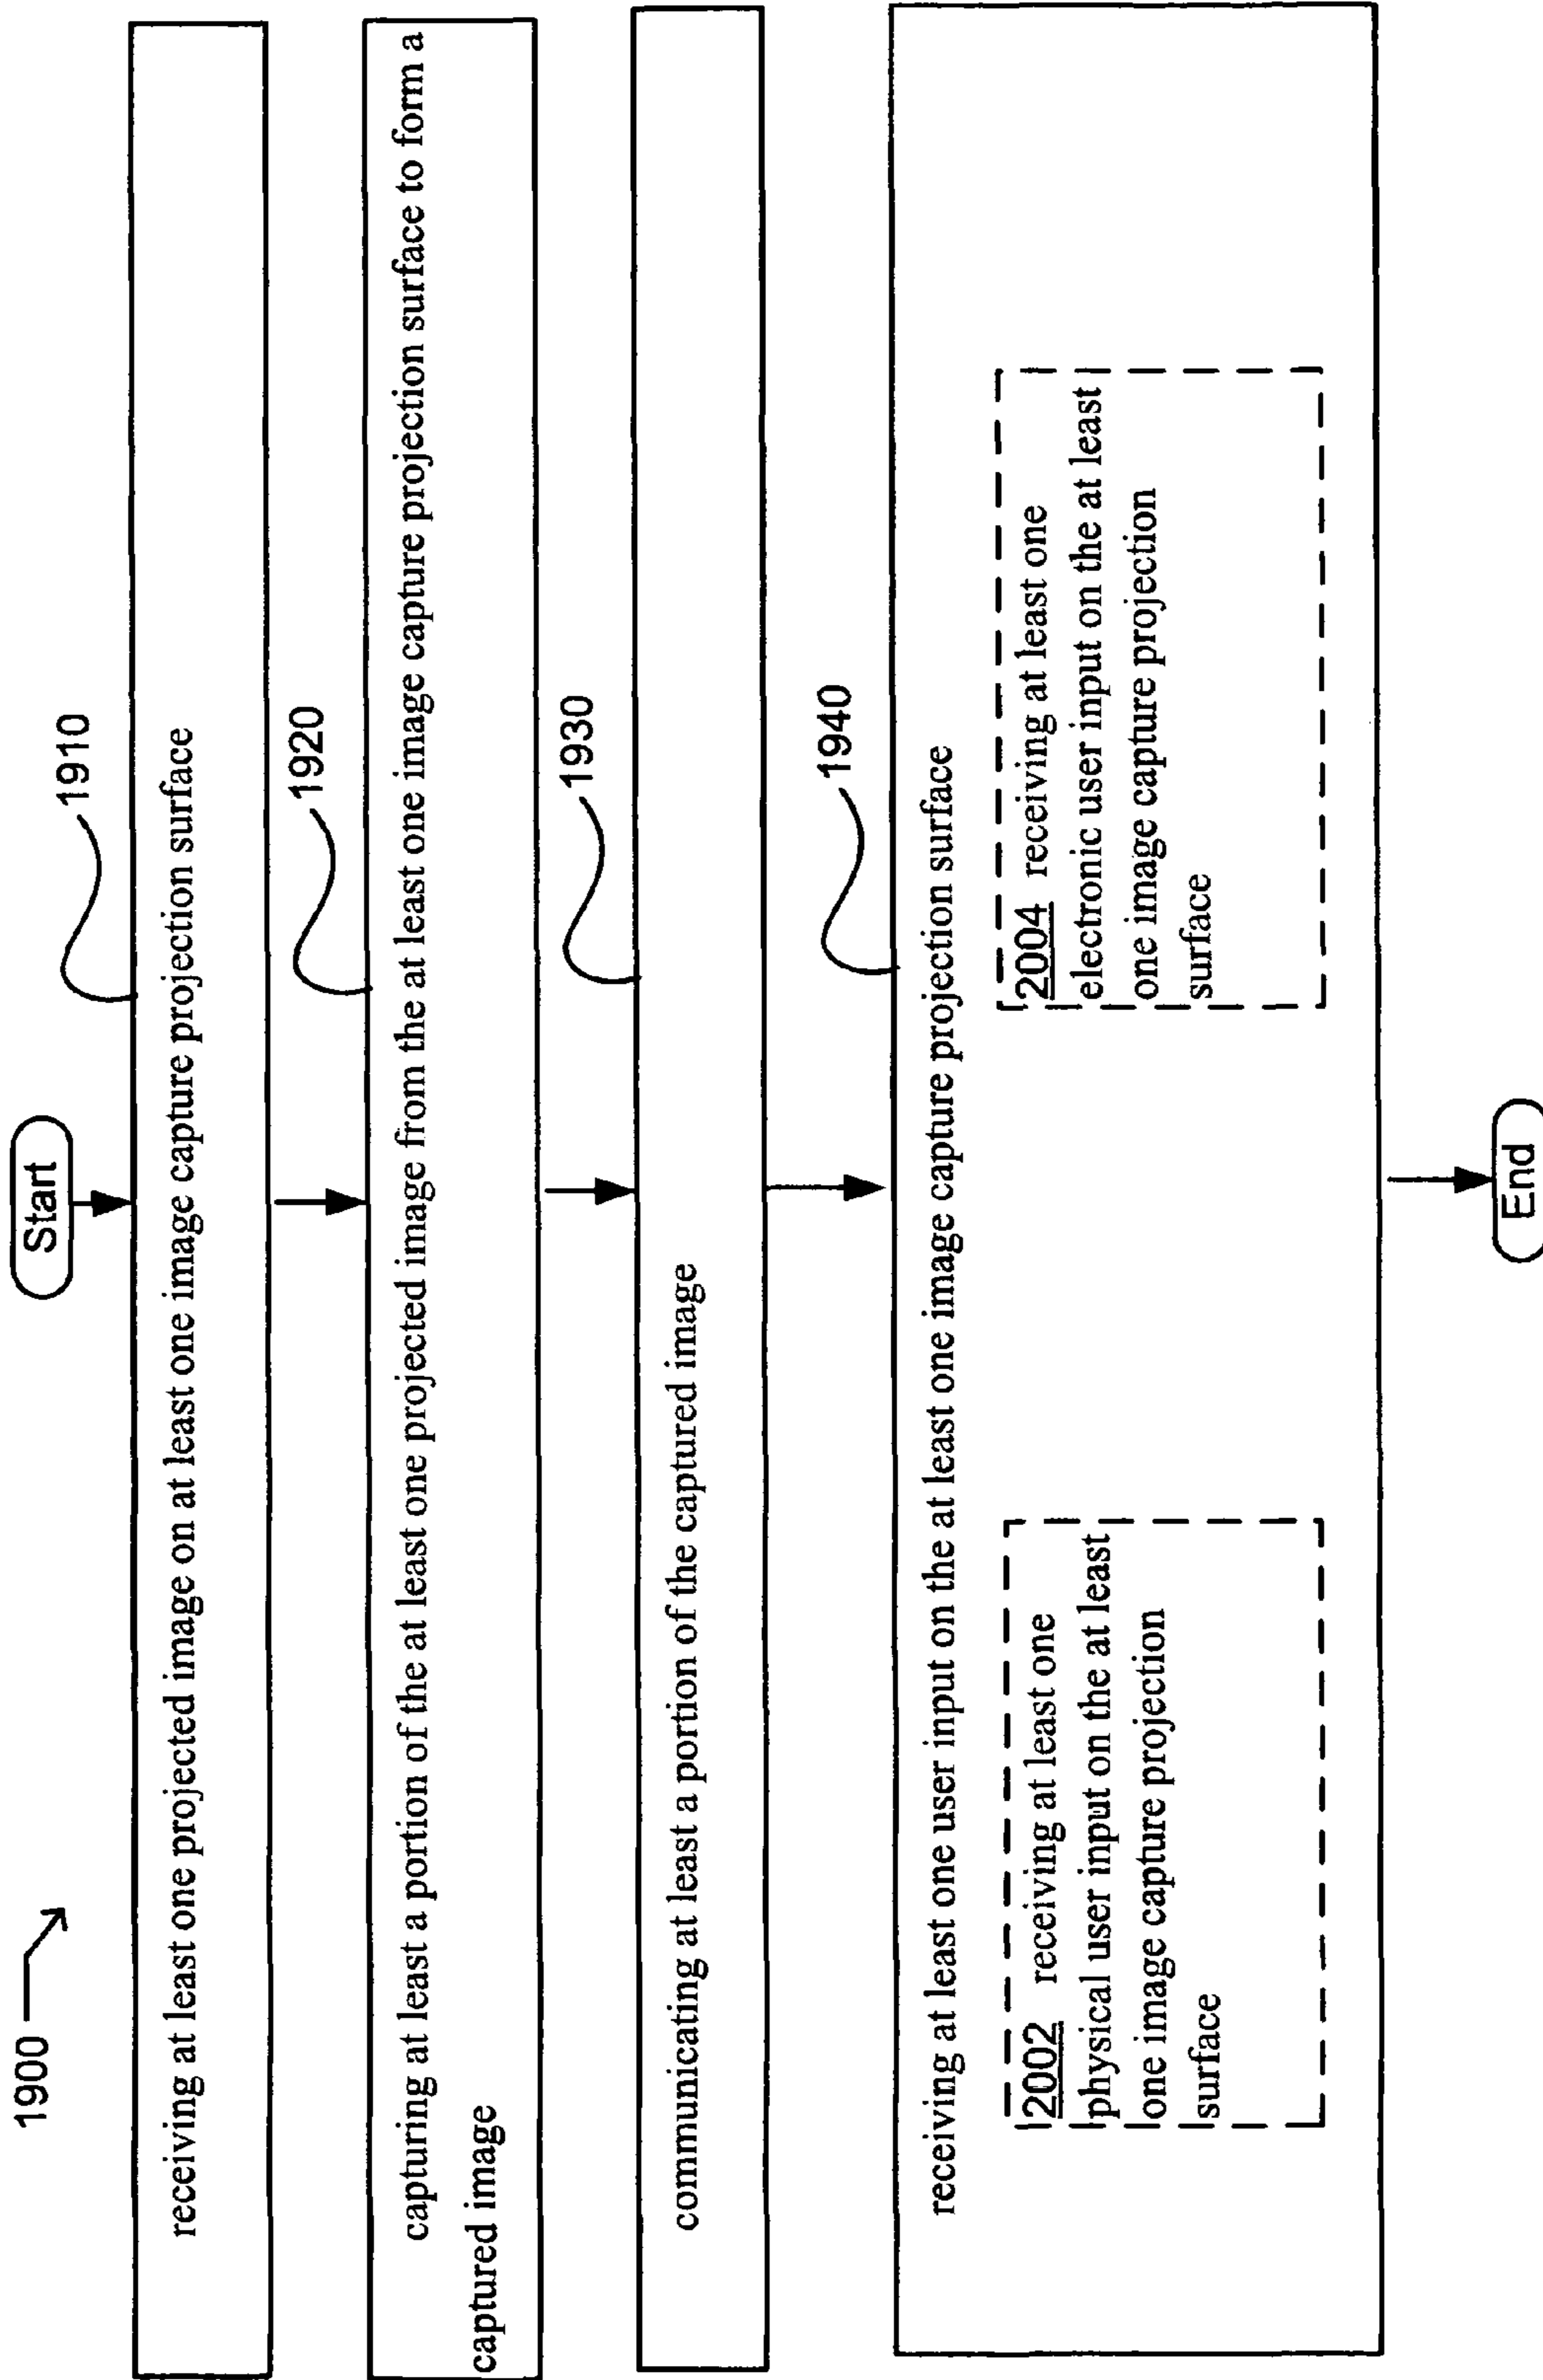 1900
Start
1910
receiving at least one projected image on at least one image capture projection surface
1920
capturing at least a portion of the at least one projected image from the at least one image capture projection surface to form a
captured image
1930
communicating at least a portion of the captured image
1940
receiving at least one user input on the at least one image capture projection surface
2002 receiving at least one
physical user input on the at least
one image capture projection
surface
2004 receiving at least one
electronic user input on the at least
one image capture projection
surface
End